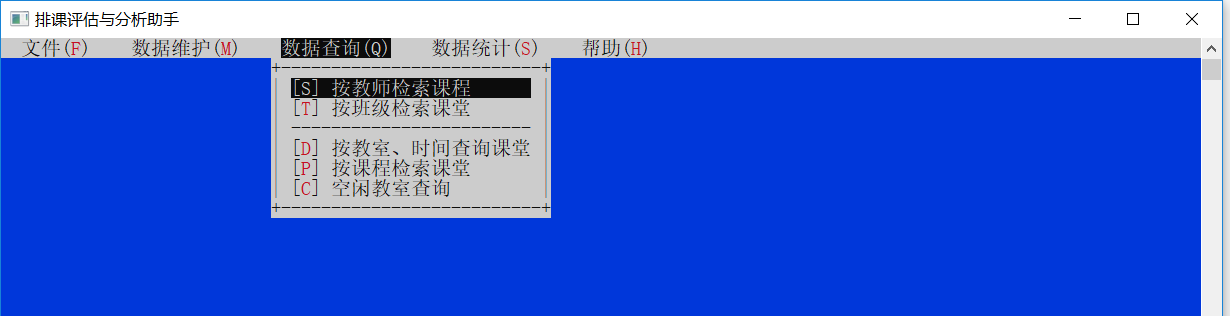 排课评估与分析助手
文件(F) 数据维护(M) 数据查询(Q) 数据统计(S) 帮助(H)
[S] 按教师检索课程
[T] 按班级检索课堂
[D] 按教室、时间查询课堂
[P] 按课程检索课堂
[C] 空闲教室查询